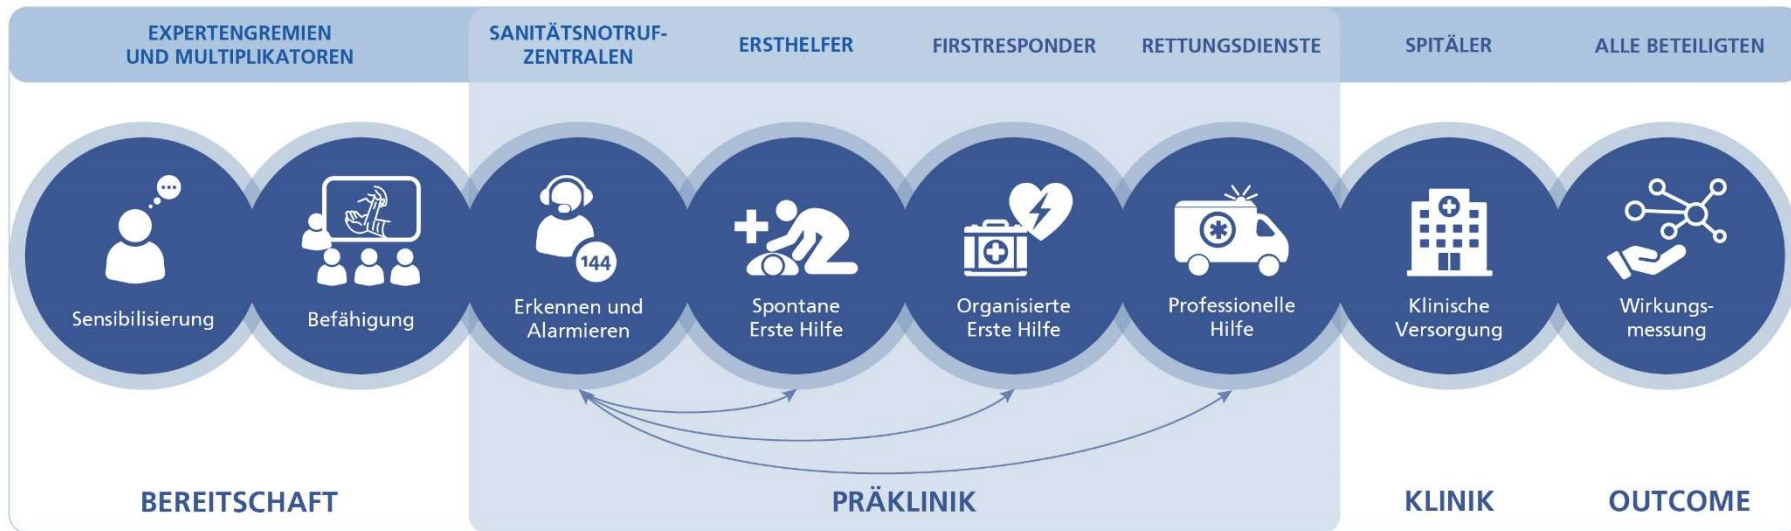 EXPERTENGREMIEN
UND MULTIPLIKATOREN
SANITÄTSNOTRUF-
ZENTRALEN
ERSTHELFER
FIRSTRESPONDER
RETTUNGSDIENSTE
SPITÄLER
ALLE BETEILIGTEN
Sensibilisierung
Befähigung
144
Erkennen und
Alarmieren
Spontane
Erste Hilfe
Organisierte
Erste Hilfe
Professionelle
Hilfe
Klinische
Versorgung
Wirkungs-
messung
BEREITSCHAFT
PRÄKLINIK
KLINIK
OUTCOME